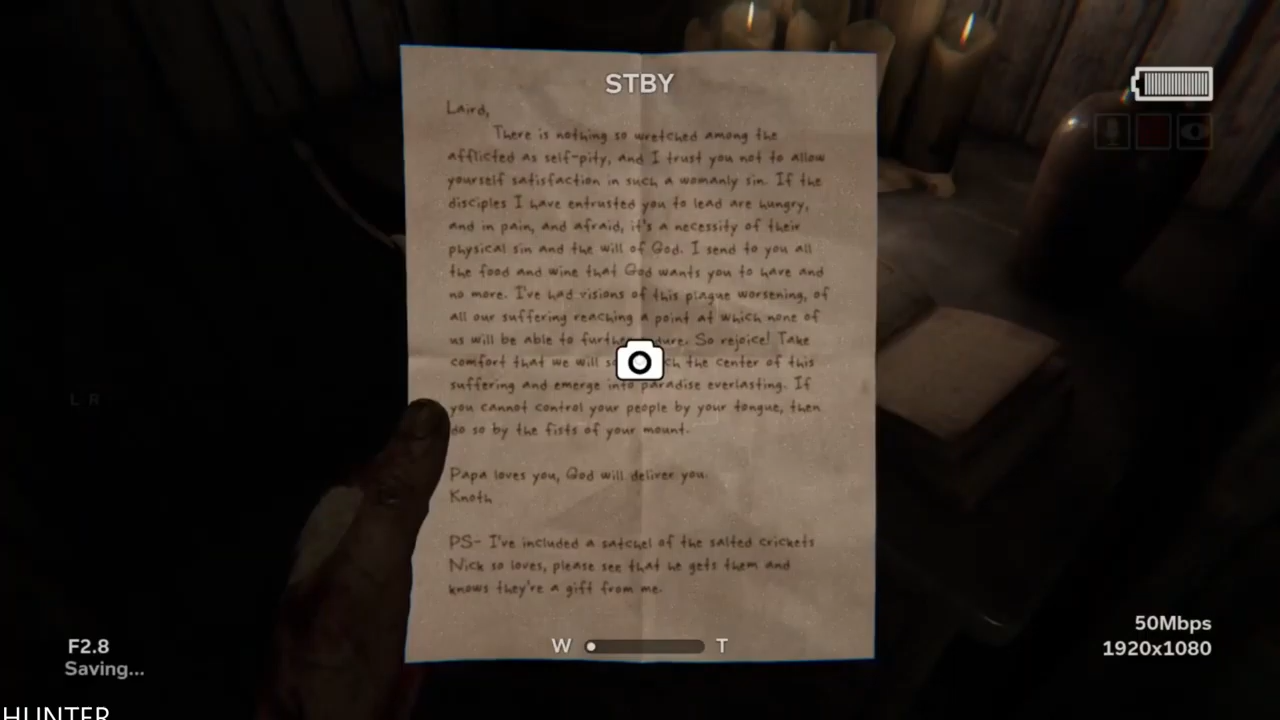 STBY
Laird,
There is nothing so wretched among the
afflicted as self-pity, and I trust you not to allow
yourself satisfaction in such a womanly sin. If the
disciples I have entrusted you to lead are hungry,
and in pain, and afraid, it's a necessity of their
physical sin and the will of God. I send to you all
the food and wine that God wants you to have and
no more. I've had visions of this plague worsening, of
all our suffering reaching a point at which none of
us will be able to further dure. So rejoice! Take
comfort that we will the center of this
suffering and emerge into paradise everlasting. If
you cannot control your people by your tongue, then
do so by the fists of your mount.
Papa loves you, God will deliver you.
Knoth
PS- I've included a satchel of the salted crickets
Nick so loves, please see that he gets them and
knows they're a gift from me.
L R
W T
F2.8
Saving...
50Mbps
1920x1080
HUNTER